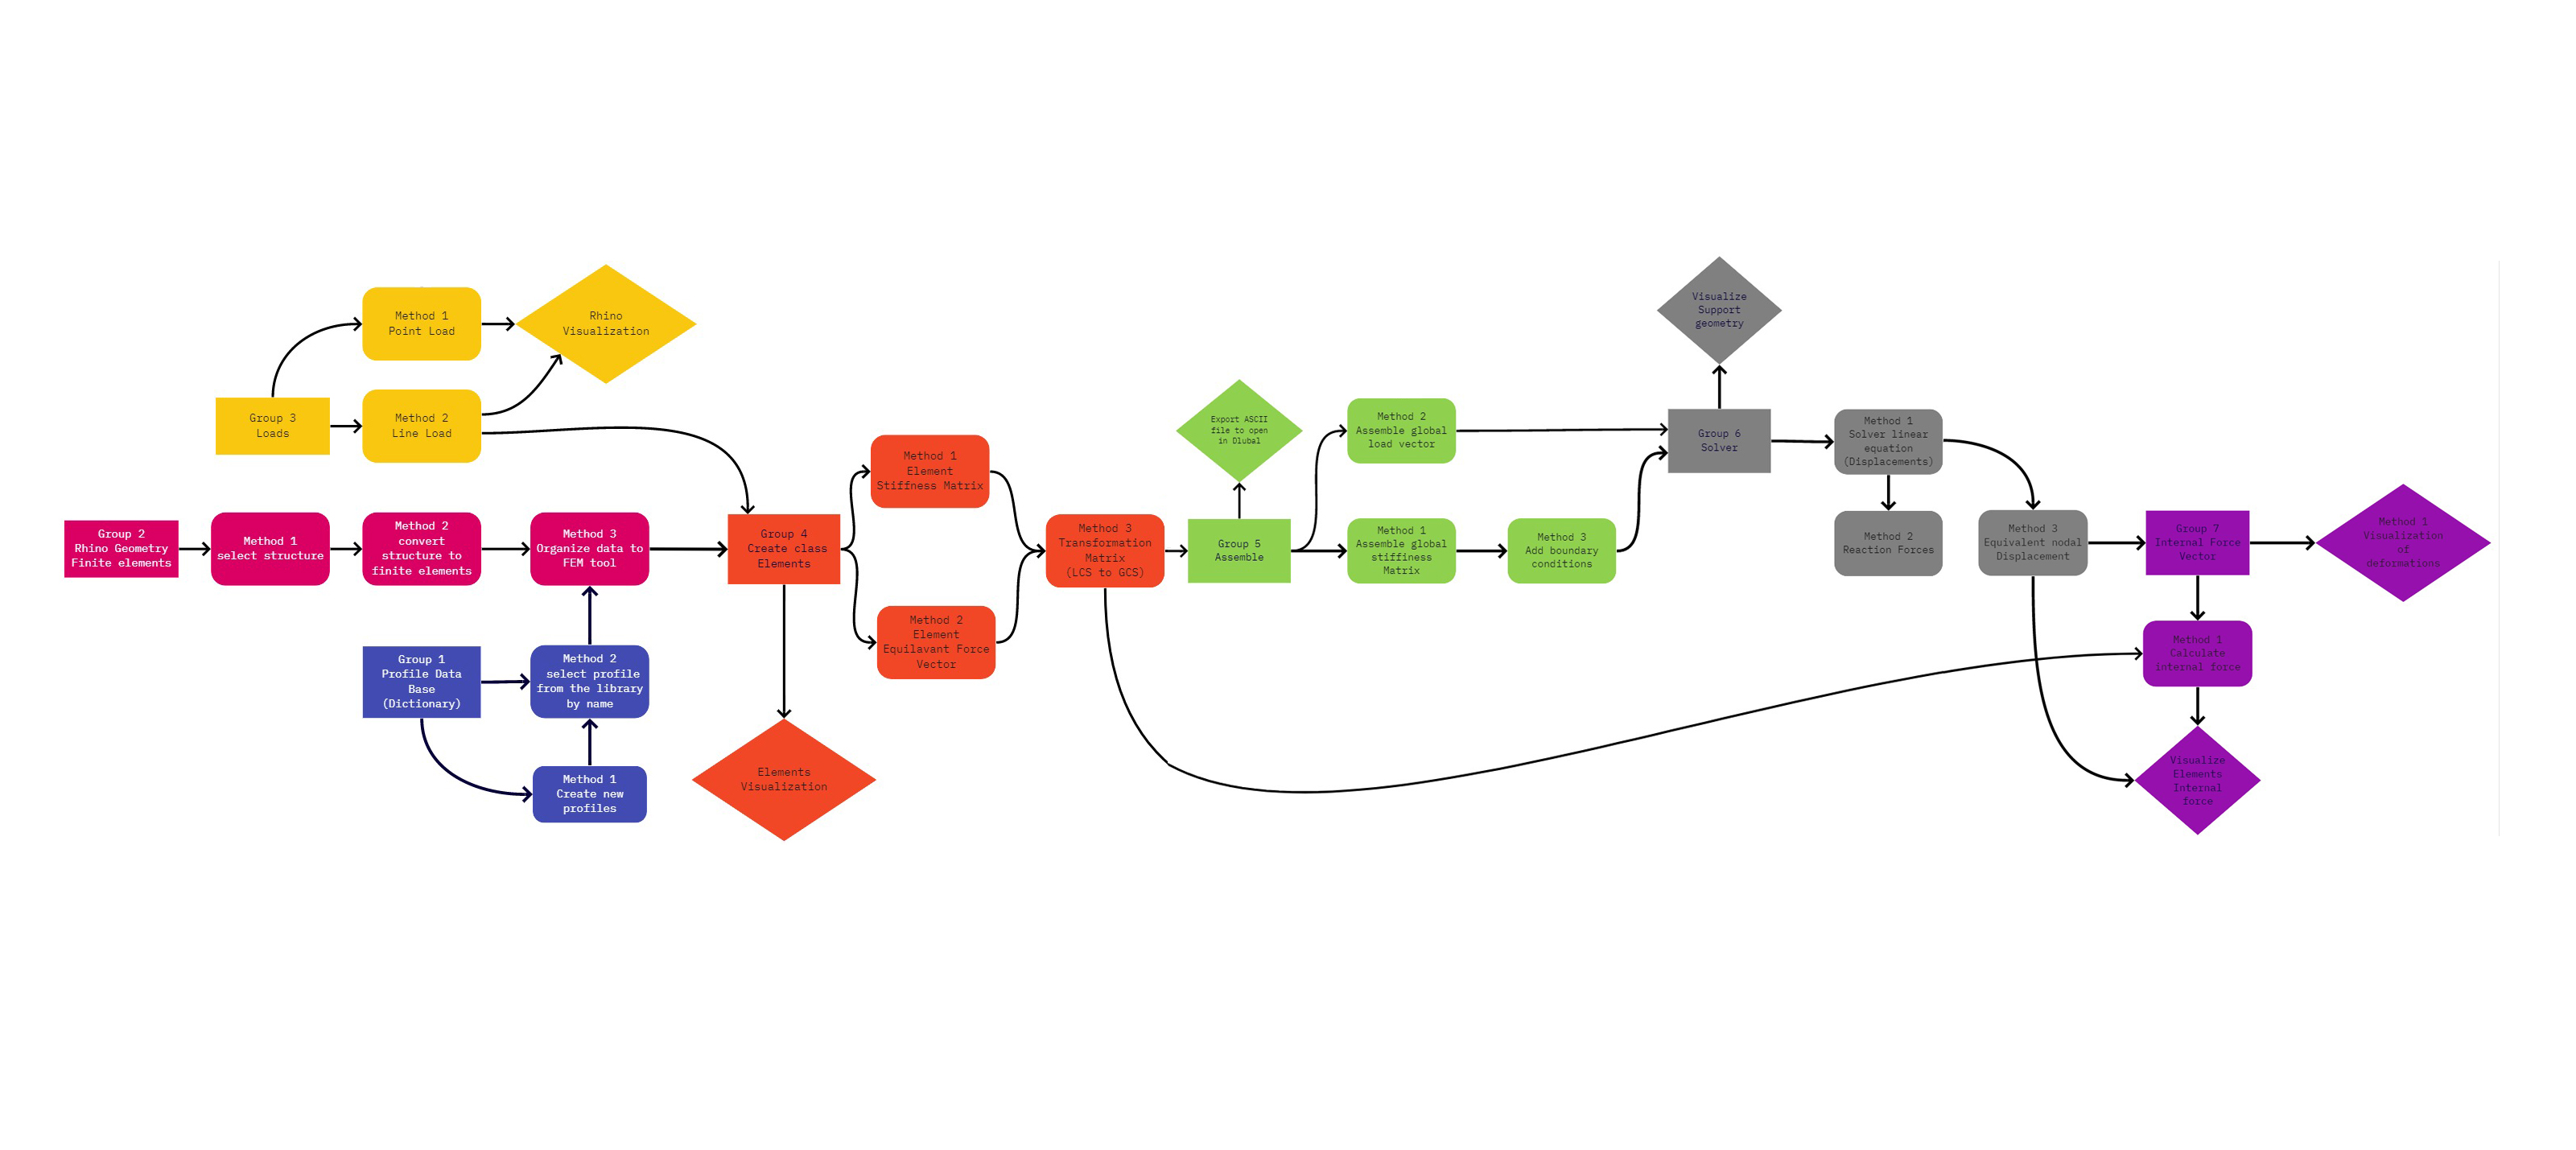 Method 1
Point Load
Rhino
Visualization
Group 3
Loads
Method 2
Line Load
Group 2
Rhino Geometry
Finite elements
Method 1
select structure
Method 2
convert
structure to
finite elements
Method 3
Organize data to
FEM tool
Group 1
Profile Data
Base
(Dictionary)
Method 2
select profile
from the library
by name
Method 1
Create new
profiles
Group 4
Create class
Elements
Elements
Visualization
Method 1
Element
Stiffness Matrix
Method 2
Element
Equilavant Force
Vector
Method 3
Transformation
Matrix
(LCS to GCS)
Export ASCII
file to open
in Dlubal
Group 5
Assemble
Method 2
Assemble global
load vector
Method 1
Assemble global
stiffiness
Matrix
Method 3
Add boundary
conditions
Visualize
Support
geometry
Group 6
Solver
Method 1
Solver linear
equation
(Displacements)
Method 2
Reaction Forces
Method 3
Equivalent nodal
Displacement
Group 7
Internal Force
Vector
Method 1
Visualization
of
deformations
Method 1
Calculate
internal force
Visualize
Elements
Internal
force